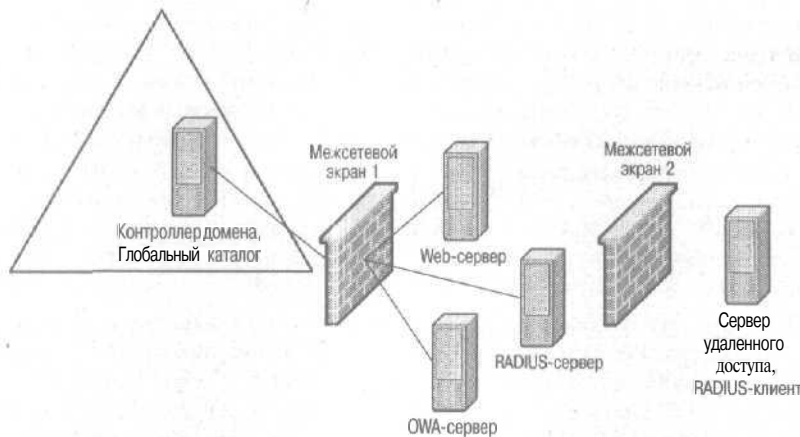 Межсетевой
экран 1
Межсетевой
экран 2
Контроллер домена,
Глобальный каталог
Web-сервер
RADIUS-сервер
OWA-сервер
Сервер
удаленного
доступа,
RADIUS-клиент